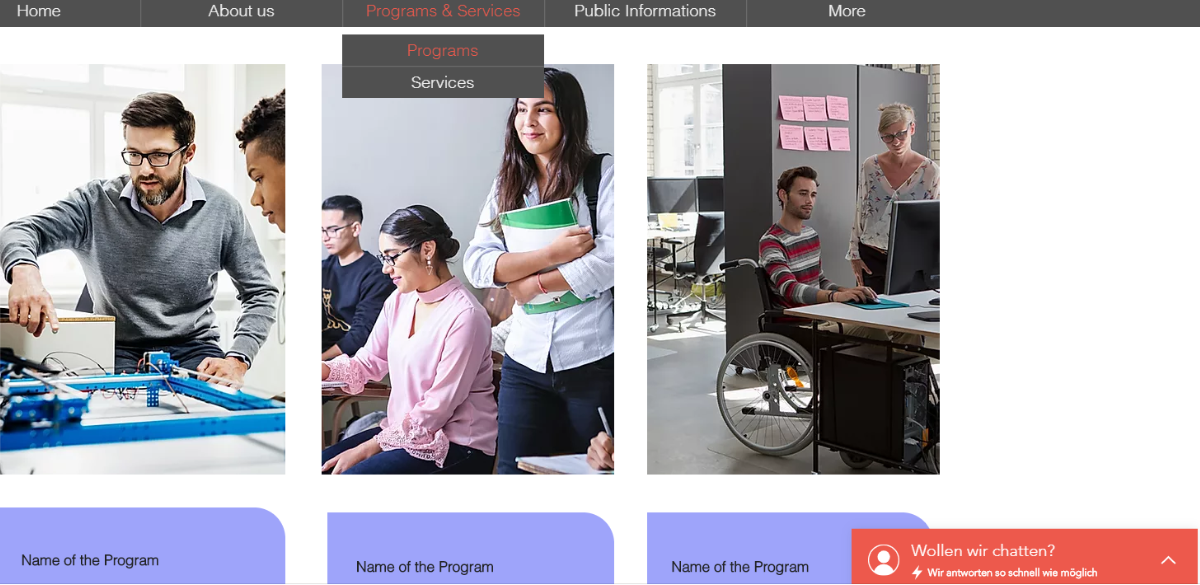 Home
About us
Programs & Services
Public Informations
More
Programs
Services
Name of the Program
Name of the Program
Name of the Program
Wollen wir chatten?
Wir antworten so schnell wie möglich